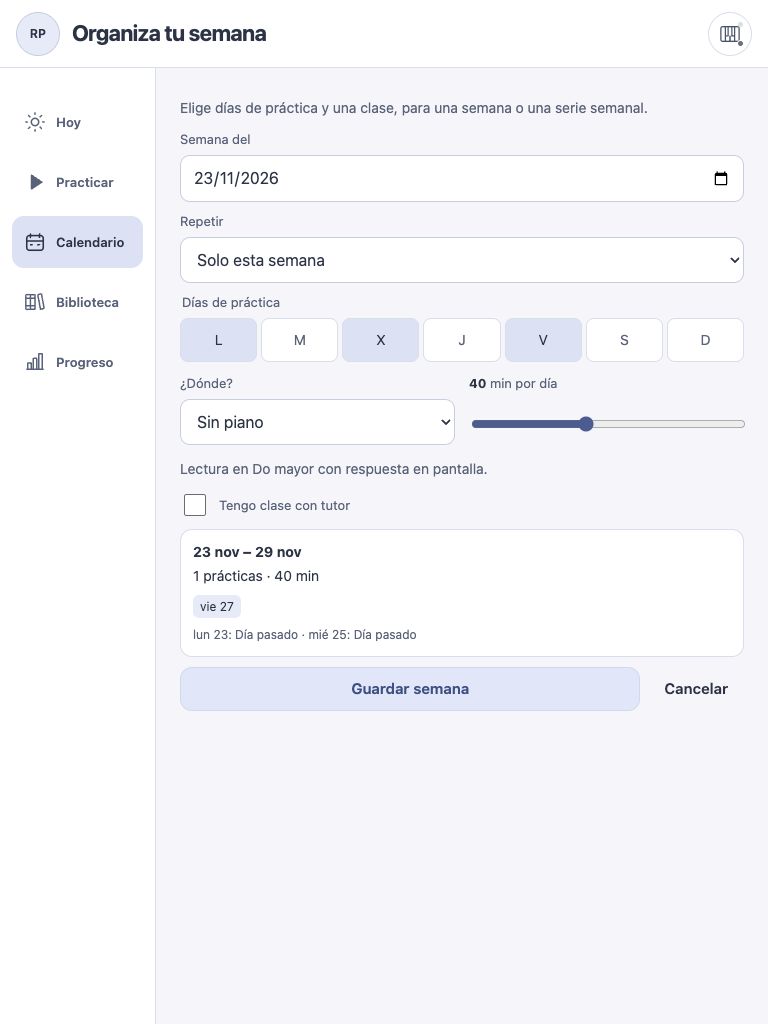 RP
Organiza tu semana
Hoy
Practicar
Calendario
Biblioteca
Progreso
Elige días de práctica y una clase, para una semana o una serie semanal.
Semana del
23/11/2026
Repetir
Solo esta semana
Días de práctica
L M X J V S D
¿Dónde?
Sin piano
40 min por día
Lectura en Do mayor con respuesta en pantalla.
Tengo clase con tutor
23 nov – 29 nov
1 prácticas · 40 min
vie 27
lun 23: Día pasado · mié 25: Día pasado
Guardar semana
Cancelar